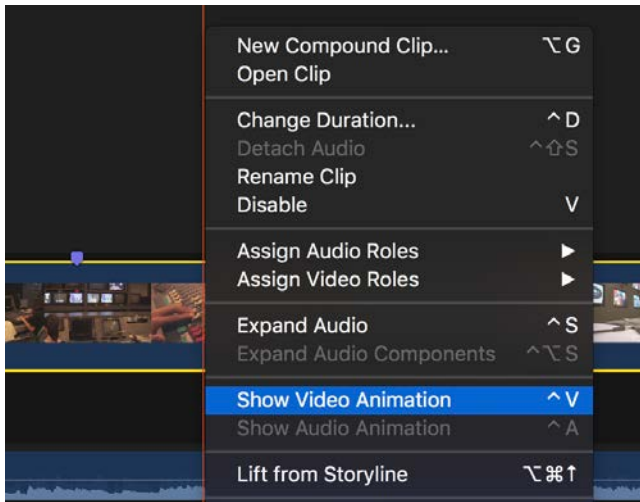 New Compound Clip... ⌥G
Open Clip
Change Duration... ^D
Detach Audio ^⇧S
Rename Clip
Disable V
Assign Audio Roles ▶
Assign Video Roles ▶
Expand Audio ^S
Expand Audio Components ^⌥S
Show Video Animation ^V
Show Audio Animation ^A
Lift from Storyline ⌥⌘↑